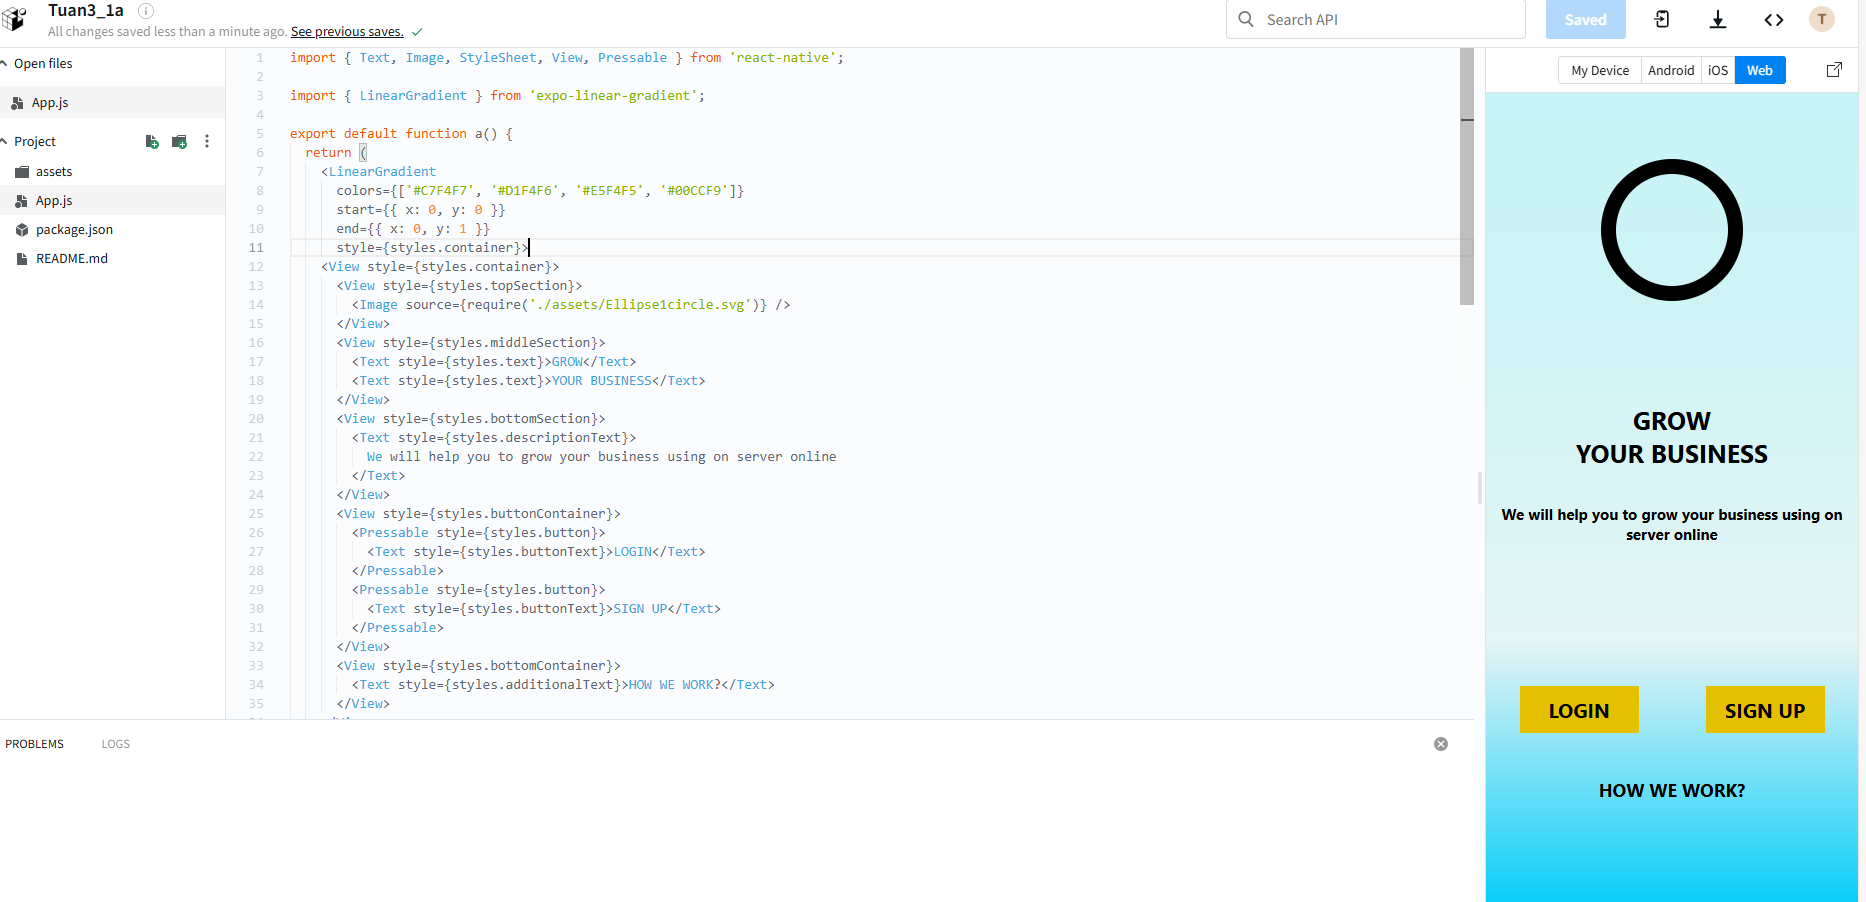 Tuan3_1a
All changes saved less than a minute ago. See previous saves.
Search API
Saved
T
Open files
App.js
Project
assets
App.js
package.json
README.md
1 import { Text, Image, StyleSheet, View, Pressable } from 'react-native';
2
3 import { LinearGradient } from 'expo-linear-gradient';
4
5 export default function a() {
6 return (
7 <LinearGradient
8 colors={['#C7F4F7', '#D1F4F6', '#E5F4F5', '#00CCF9']}
9 start={{ x: 0, y: 0 }}
10 end={{ x: 0, y: 1 }}
11 style={styles.container}>
12 <View style={styles.container}>
13 <View style={styles.topSection}>
14 <Image source={require('./assets/Ellipse1circle.svg')} />
15 </View>
16 <View style={styles.middleSection}>
17 <Text style={styles.text}>GROW</Text>
18 <Text style={styles.text}>YOUR BUSINESS</Text>
19 </View>
20 <View style={styles.bottomSection}>
21 <Text style={styles.descriptionText}>
22 We will help you to grow your business using on server online
23 </Text>
24 </View>
25 <View style={styles.buttonContainer}>
26 <Pressable style={styles.button}>
27 <Text style={styles.buttonText}>LOGIN</Text>
28 </Pressable>
29 <Pressable style={styles.button}>
30 <Text style={styles.buttonText}>SIGN UP</Text>
31 </Pressable>
32 </View>
33 <View style={styles.bottomContainer}>
34 <Text style={styles.additionalText}>HOW WE WORK?</Text>
35 </View>
PROBLEMS LOGS
My Device Android iOS Web
GROW
YOUR BUSINESS
We will help you to grow your business using on
server online
LOGIN SIGN UP
HOW WE WORK?